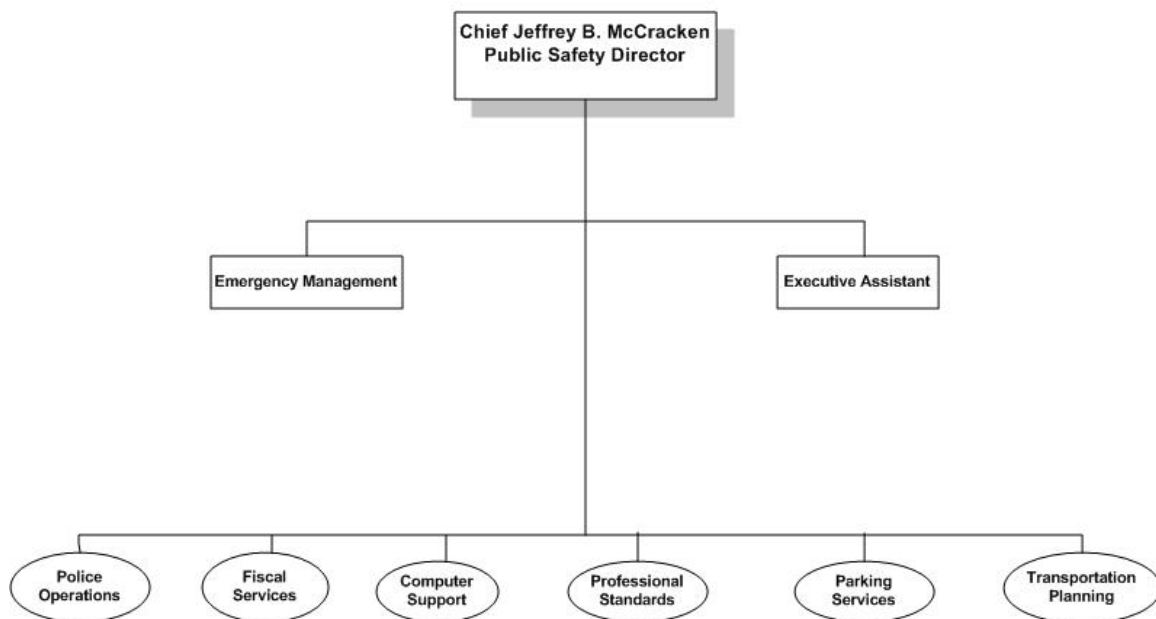 Chief Jeffrey B. McCracken
Public Safety Director
Emergency Management
Executive Assistant
Police
Operations
Fiscal
Services
Computer
Support
Professional
Standards
Parking
Services
Transportation
Planning